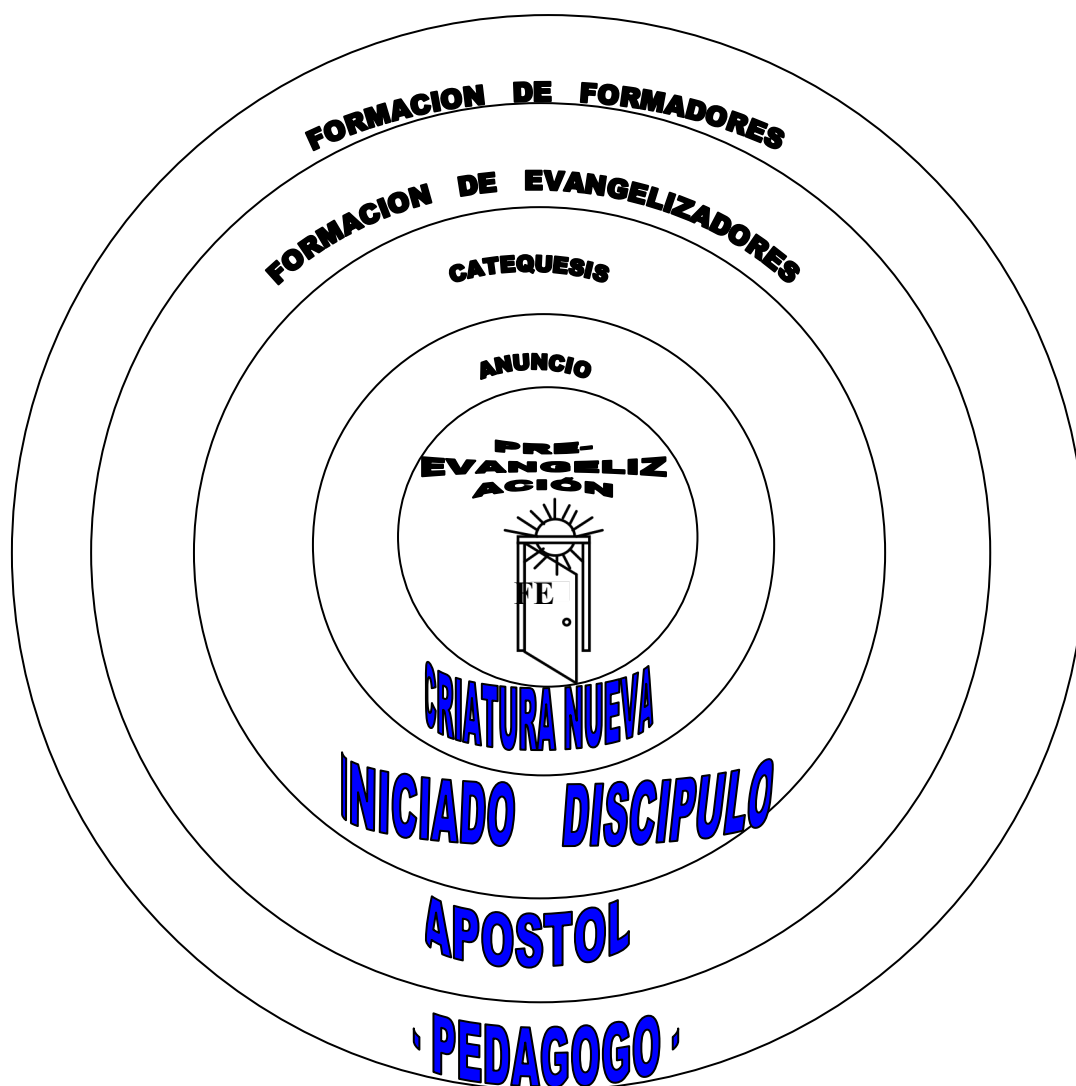 FORMACION DE FORMADORES
FORMACION DE EVANGELIZADORES
CATEQUESIS
ANUNCIO
PRE-
EVANGELIZ
ACIÓN
FE
CRIATURA NUEVA
INICIADO DISCIPULO
APOSTOL
- PEDAGOGO -